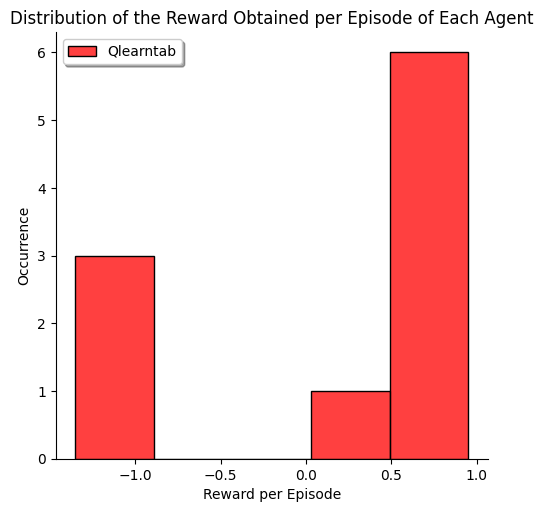 Distribution of the Reward Obtained per Episode of Each Agent
Qlearntab
6
5
4
3
2
1
0
Occurrence
−1.0 −0.5 0.0 0.5 1.0
Reward per Episode